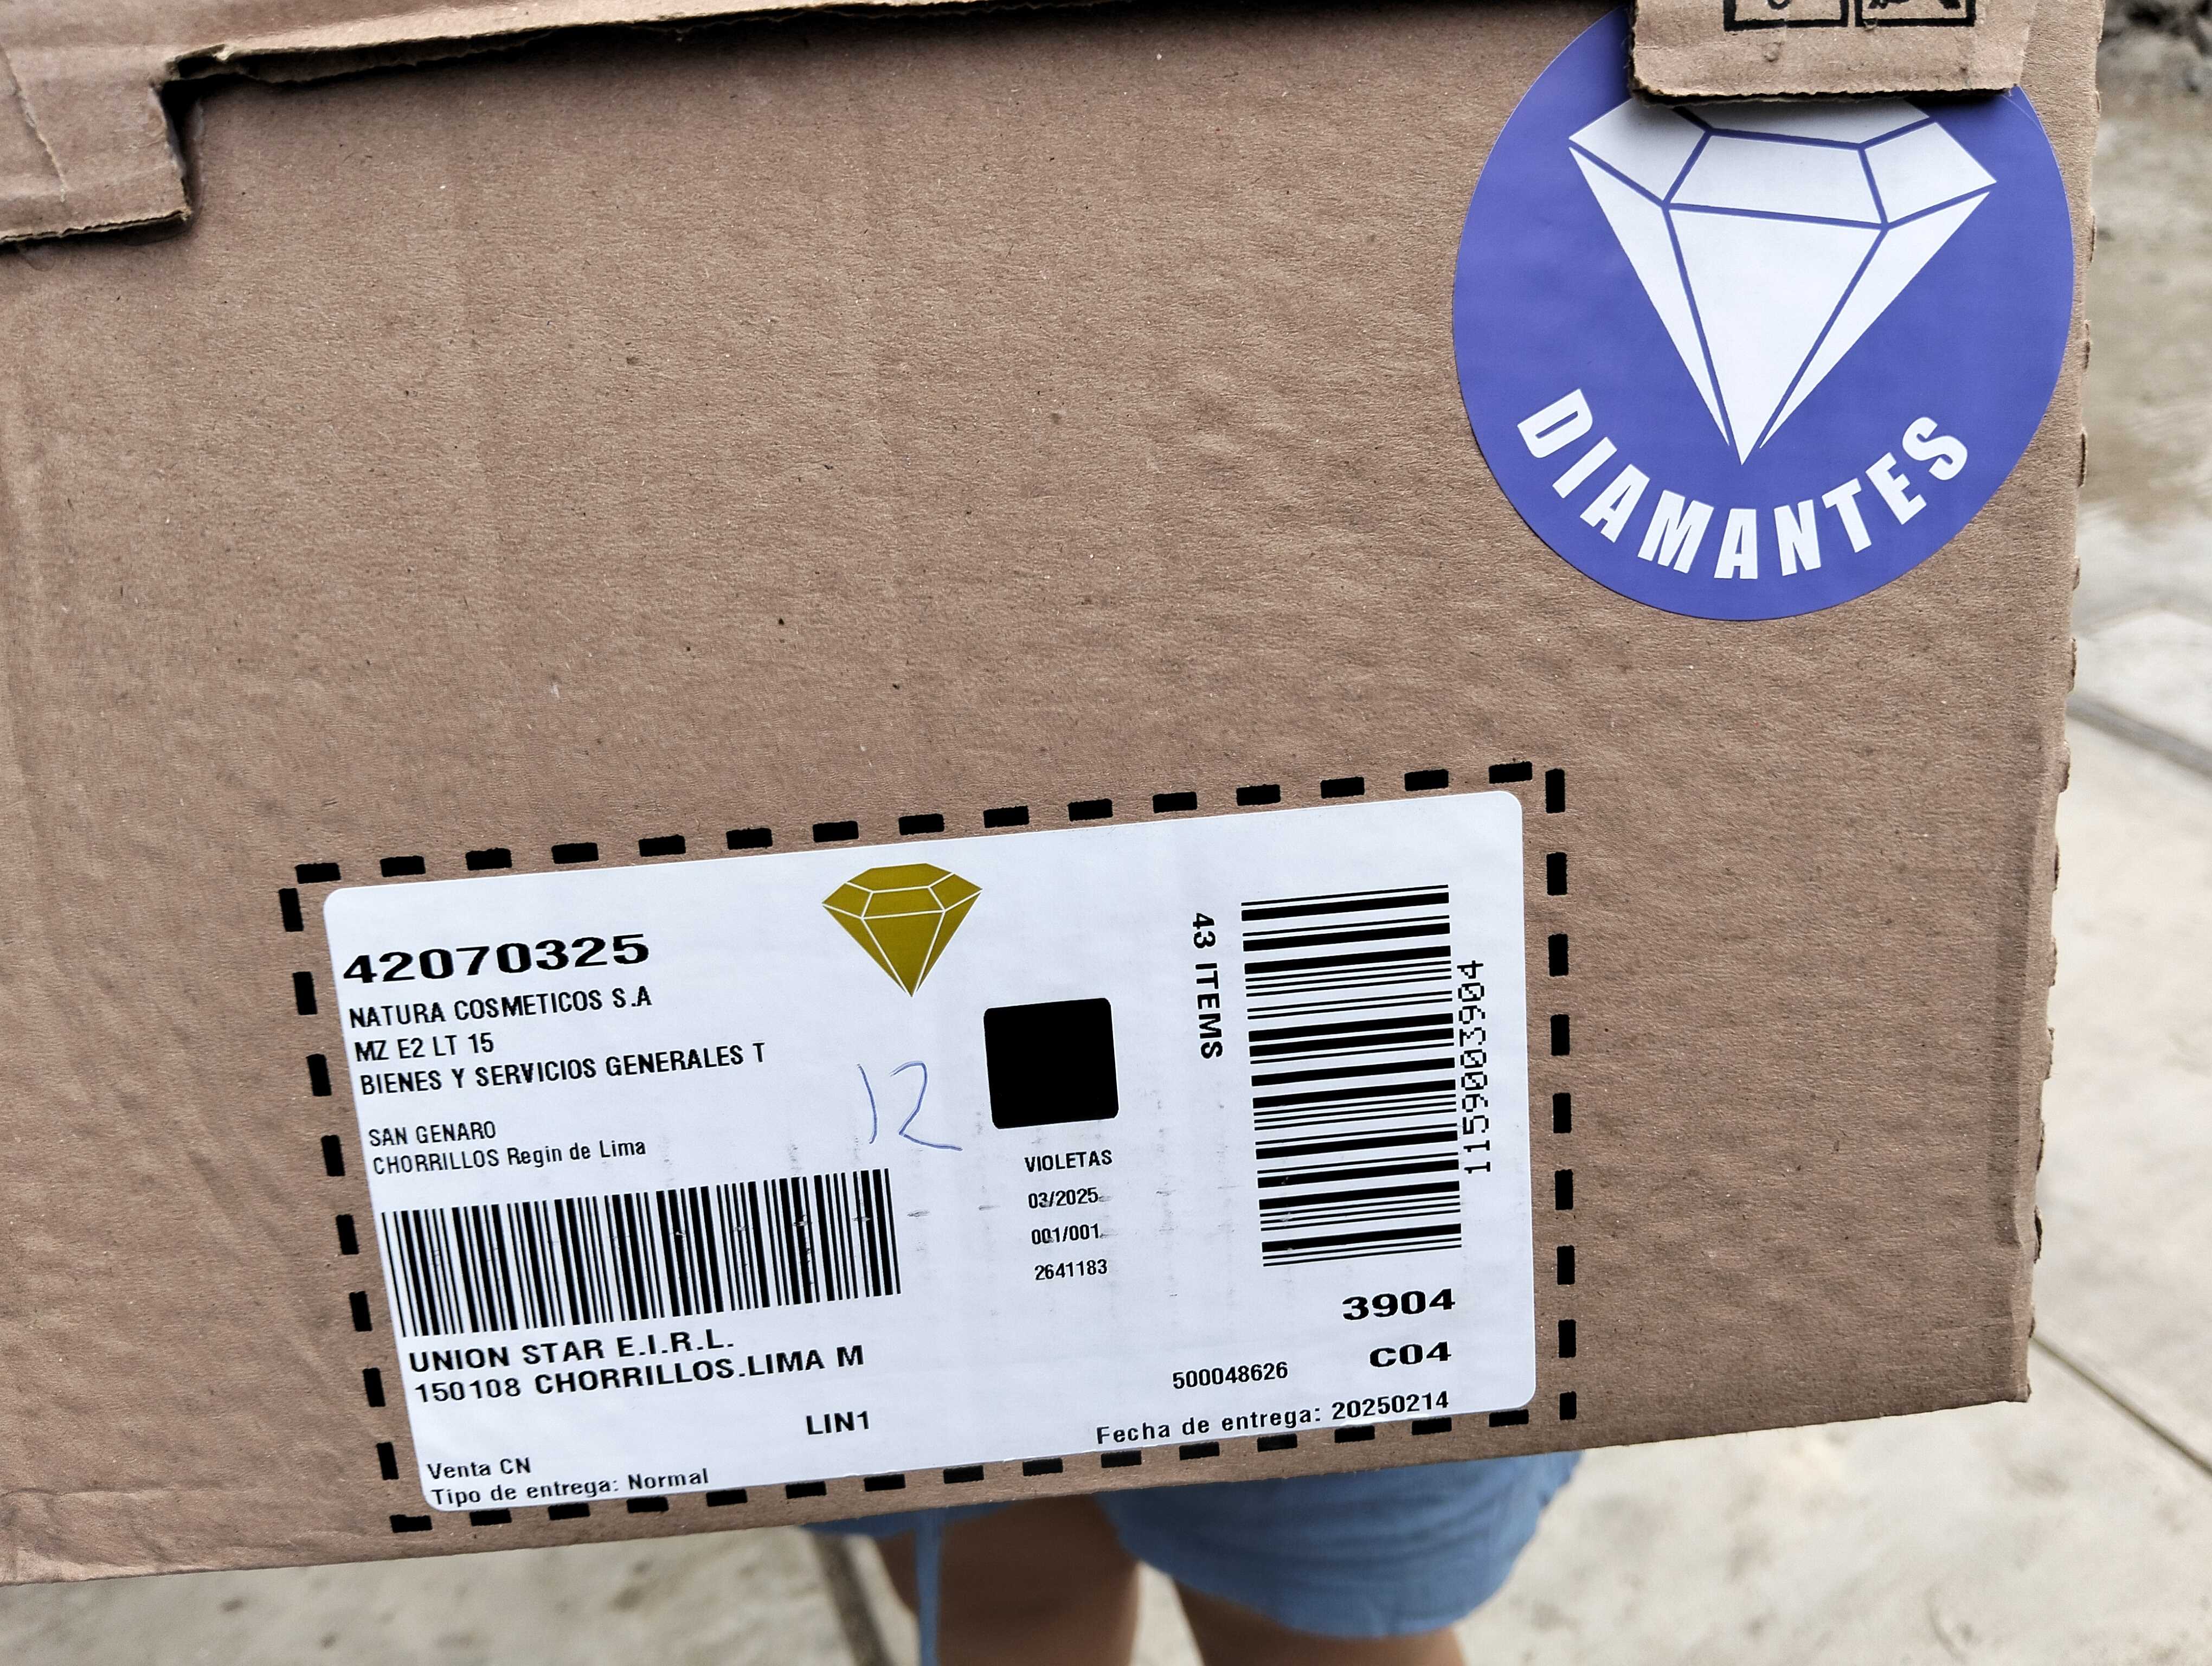 DIAMANTES
42070325
NATURA COSMETICOS S.A
MZ E2 LT 15
BIENES Y SERVICIOS GENERALES T
SAN GENARO
CHORRILLOS Regin de Lima
12
VIOLETAS
03/2025
001/001
2641183
43 ITEMS
1159003904
UNION STAR E.I.R.L.
150108 CHORRILLOS.LIMA M
LIN1
Venta CN
Tipo de entrega: Normal
3904
C04
500048626
Fecha de entrega: 20250214